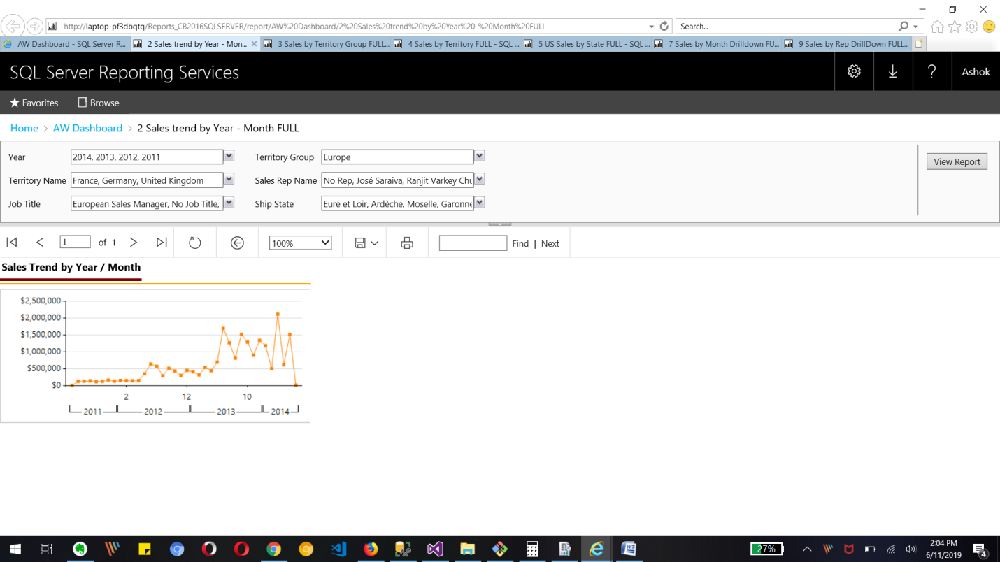 http://laptop-pf3dbqtq/Reports_CB2016SQLSERVER/report/AW%20Dashboard/2%20Sales%20trend%20by%20Year%20-%20Month%20FULL
Search...
AW Dashboard - SQL Server R...
2 Sales trend by Year - Mon...
3 Sales by Territory Group FULL...
4 Sales by Territory FULL - SQL ...
5 US Sales by State FULL - SQL ...
7 Sales by Month Drilldown FU...
9 Sales by Rep DrillDown FULL...
SQL Server Reporting Services
?
Ashok
Favorites
Browse
Home > AW Dashboard > 2 Sales trend by Year - Month FULL
Year
2014, 2013, 2012, 2011
Territory Group
Europe
View Report
Territory Name
France, Germany, United Kingdom
Sales Rep Name
No Rep, José Saraiva, Ranjit Varkey Chu
Job Title
European Sales Manager, No Job Title,
Ship State
Eure et Loir, Ardèche, Moselle, Garonne
1 of 1
100%
Find | Next
Sales Trend by Year / Month
$2,500,000
$2,000,000
$1,500,000
$1,000,000
$500,000
$0
2 12 10
2011 2012 2013 2014
27%
2:04 PM
6/11/2019
4